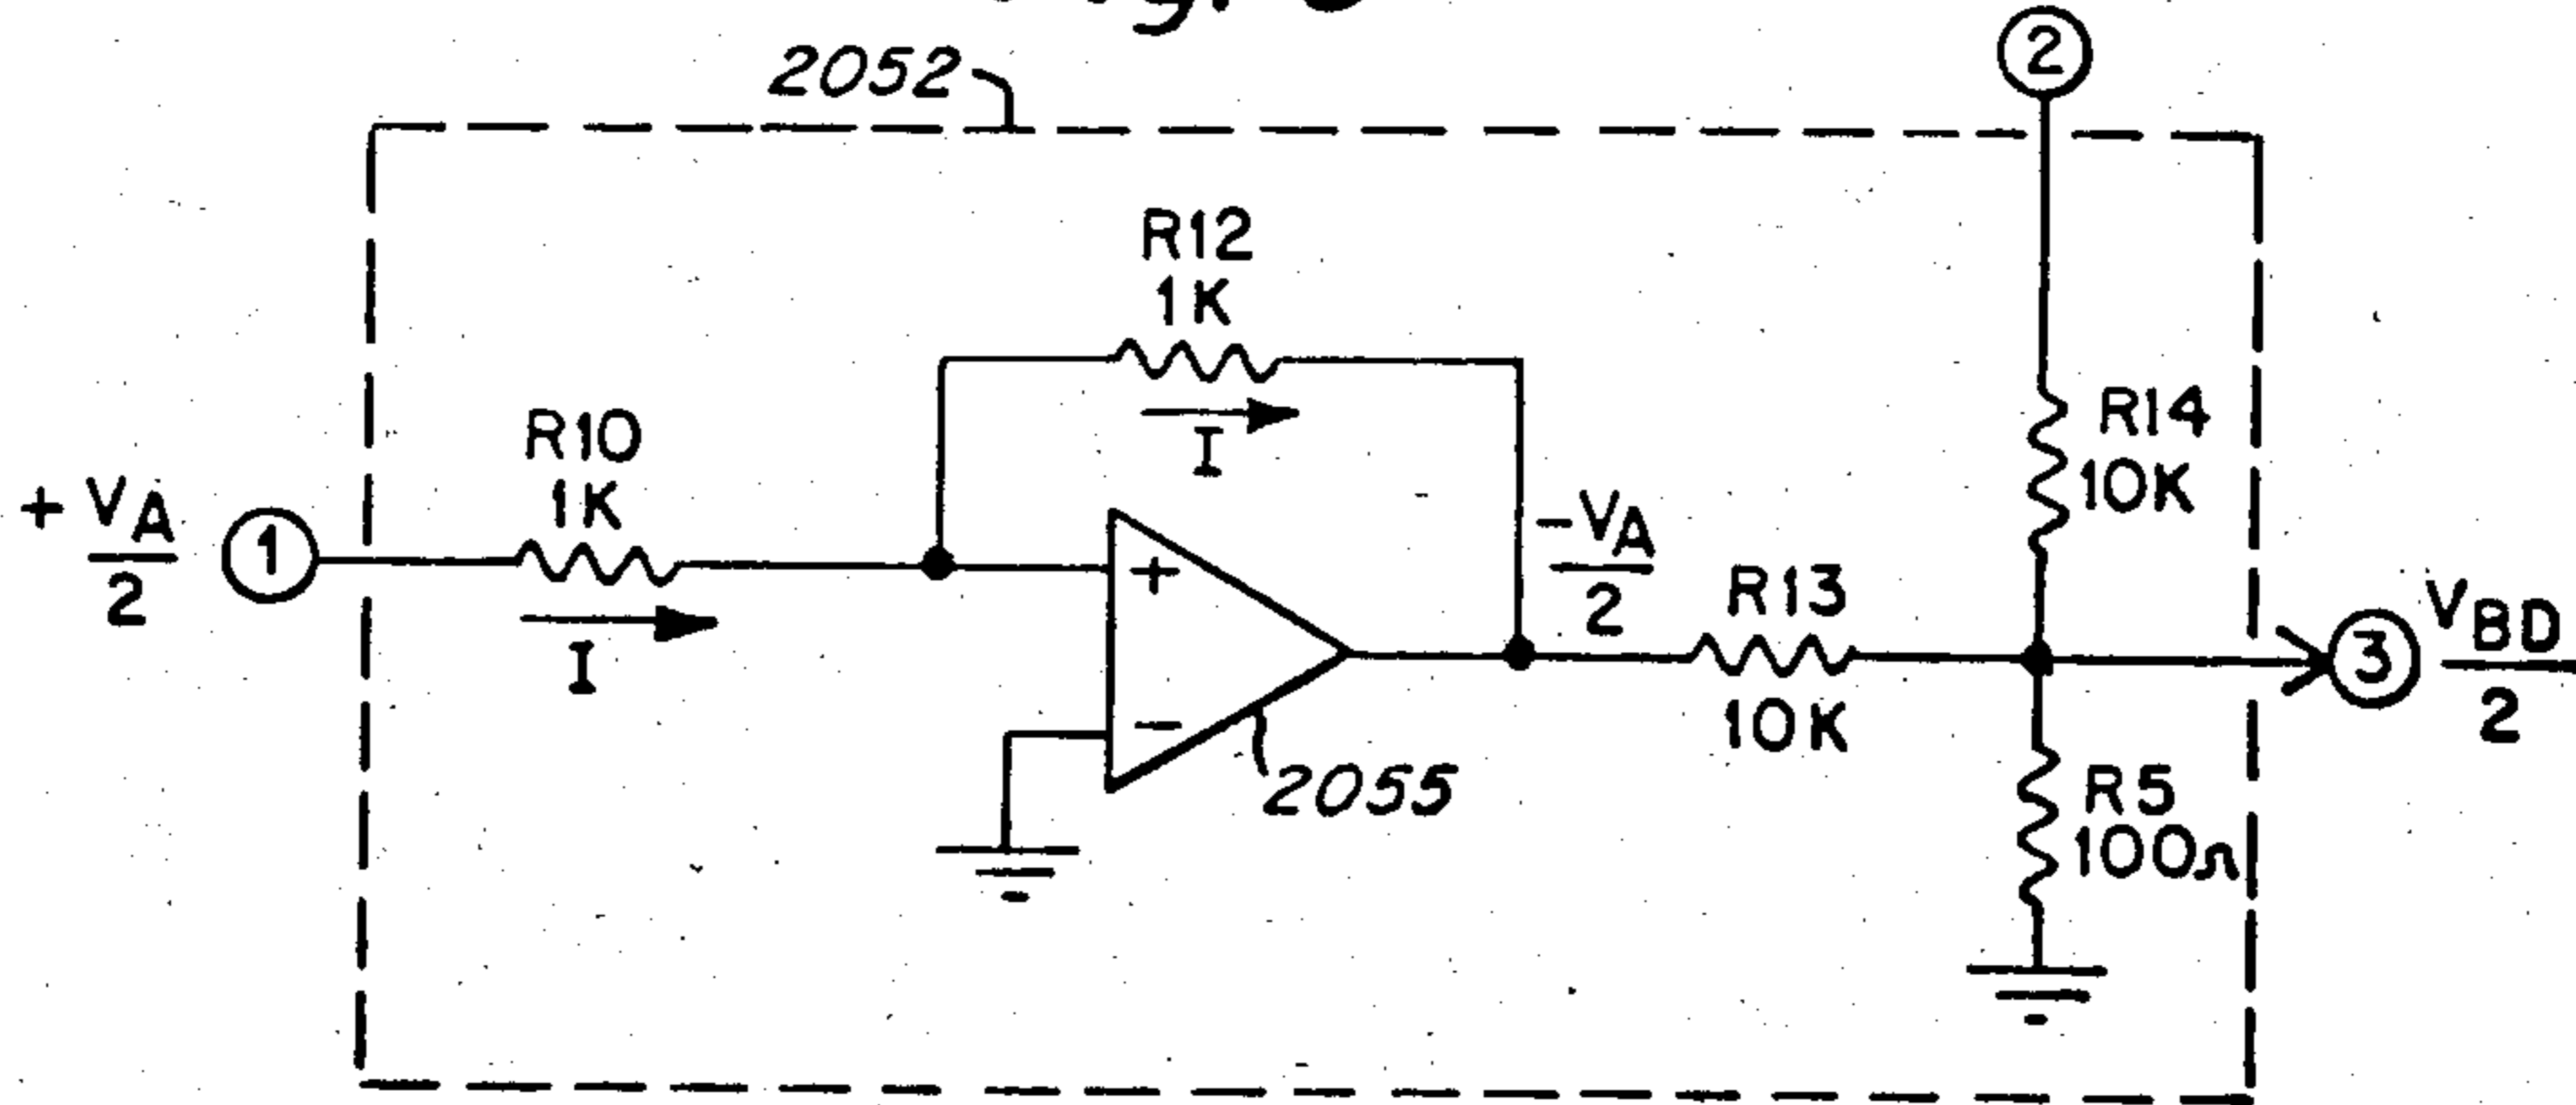 2052
2
R12
1K
I
R10
1K
I
+ VA/2
1
+
−
2055
−VA/2
R13
10K
R14
10K
3
VBD/2
R5
100Ω